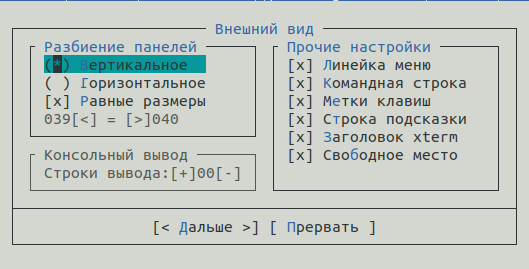 Внешний вид
Разбиение панелей
(*) Вертикальное
( ) Горизонтальное
[x] Равные размеры
039[<] = [>]040
Консольный вывод
Строки вывода:[+]00[-]
Прочие настройки
[x] Линейка меню
[x] Командная строка
[x] Метки клавиш
[x] Строка подсказки
[x] Заголовок xterm
[x] Свободное место
[< Дальше >] [ Прервать ]